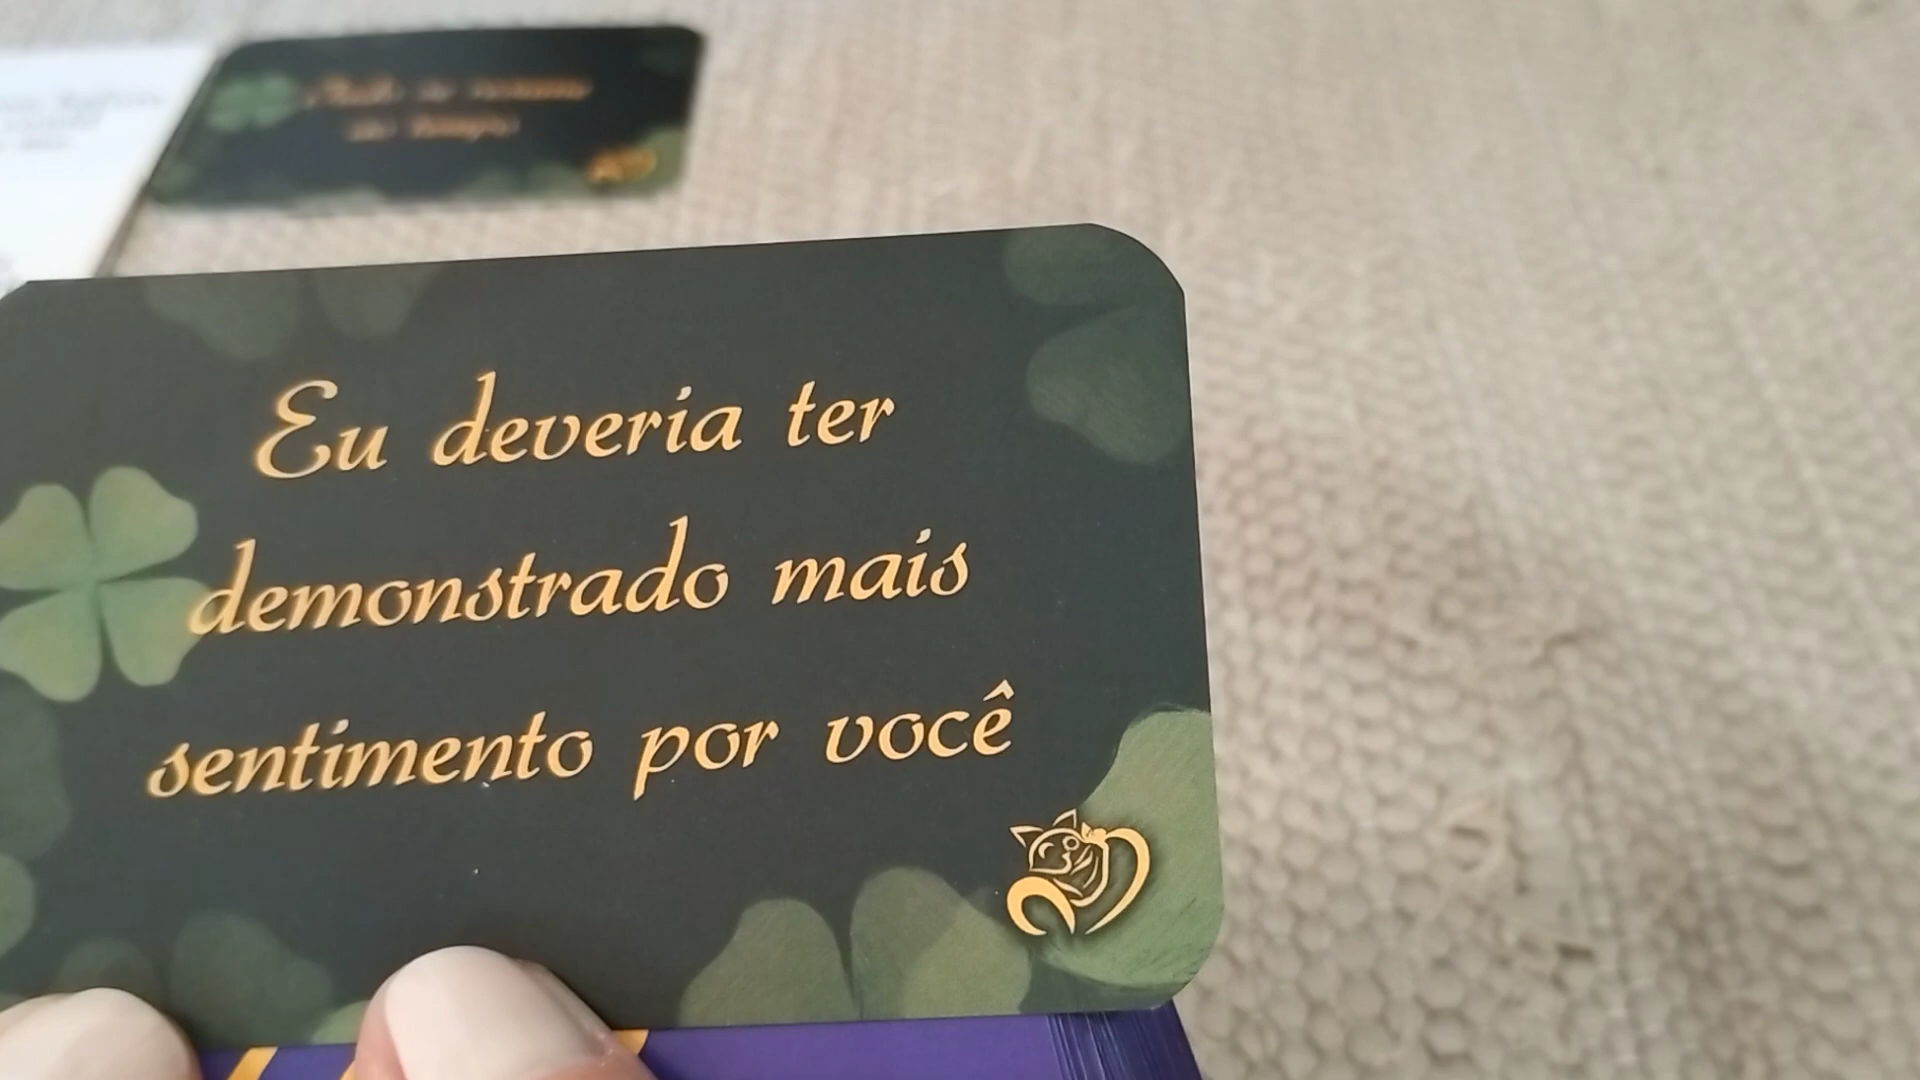 Eu deveria ter
demonstrado mais
sentimento por você